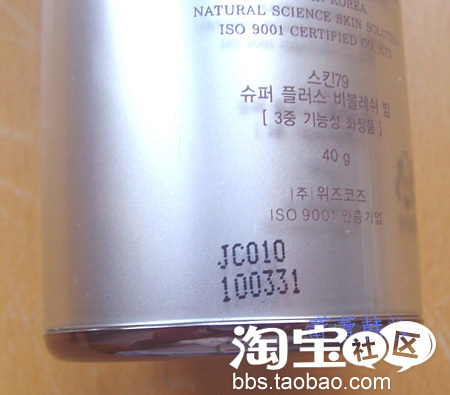 KOREA
NATURAL SCIENCE SKIN SOLUTION
ISO 9001 CERTIFIED CO.,LTD
스킨79
슈퍼 플러스 비블레쉬 밤
[ 3중 기능성 화장품 ]
40 g
(주)위즈코즈
ISO 9001 인증기업
JC010
100331
淘宝社区
bbs.taobao.com